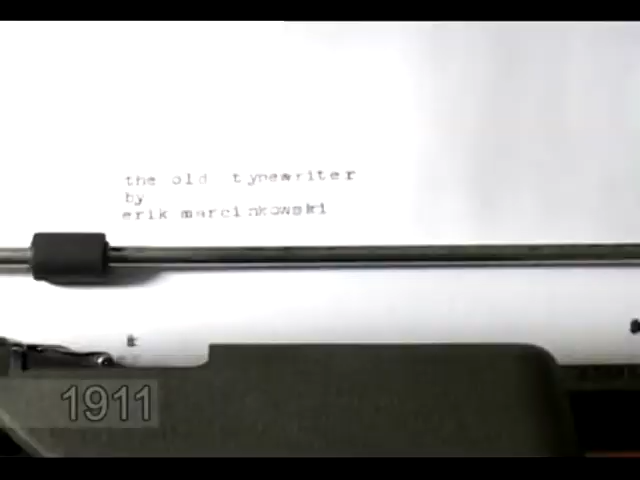 the old typewriter
by
erik marcinkowski
1911